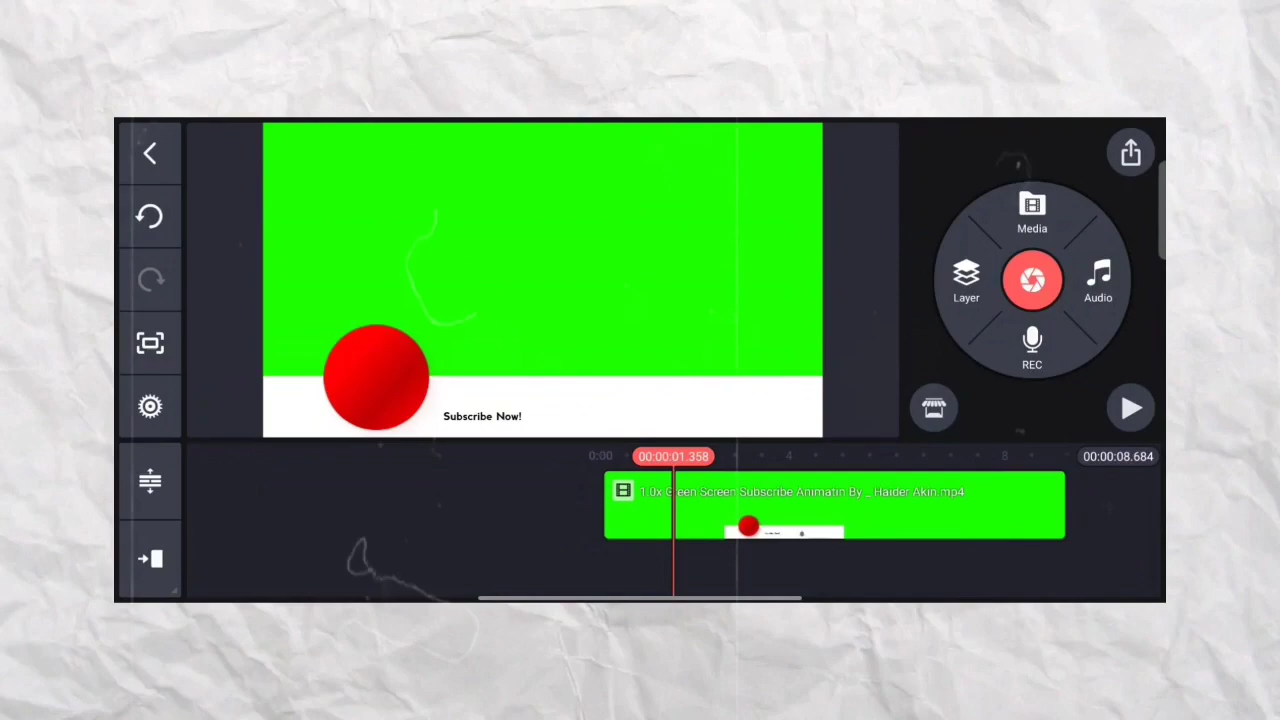 Media
Layer
Audio
REC
Subscribe Now!
0:00
00:00:01.358
4
8
00:00:08.684
1.0x Green Screen Subscribe Animatin By _ Haider Akin.mp4